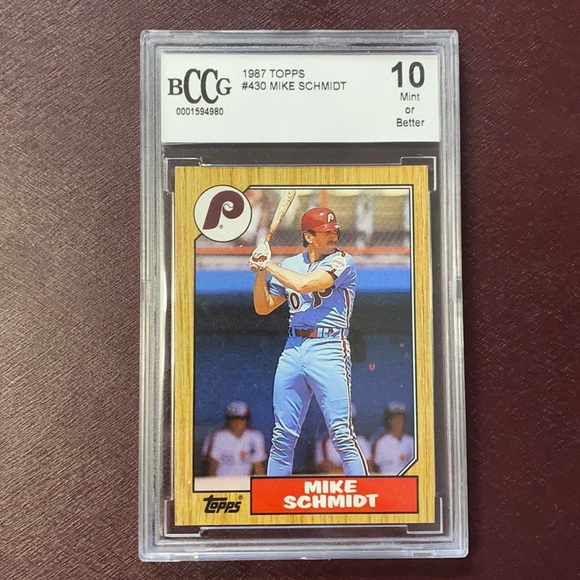 BCCG
0001594980
1987 TOPPS
#430 MIKE SCHMIDT
10
Mint
or
Better
P
®
P
topps®
MIKE
SCHMIDT